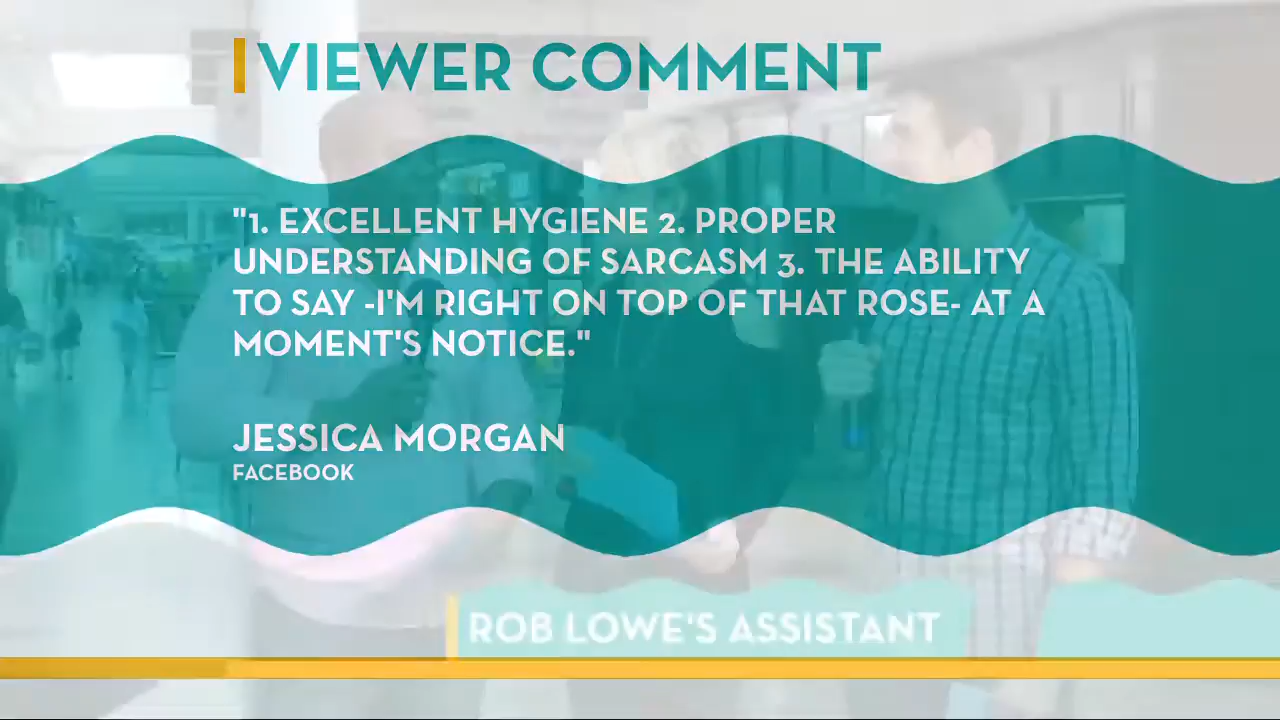 VIEWER COMMENT
"1. EXCELLENT HYGIENE 2. PROPER
UNDERSTANDING OF SARCASM 3. THE ABILITY
TO SAY -I'M RIGHT ON TOP OF THAT ROSE- AT A
MOMENT'S NOTICE."
JESSICA MORGAN
FACEBOOK
ROB LOWE'S ASSISTANT